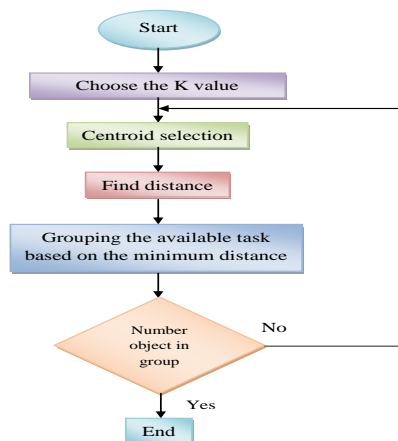 Start
Choose the K value
Centroid selection
Find distance
Grouping the available task
based on the minimum distance
Number
object in
group
No
Yes
End